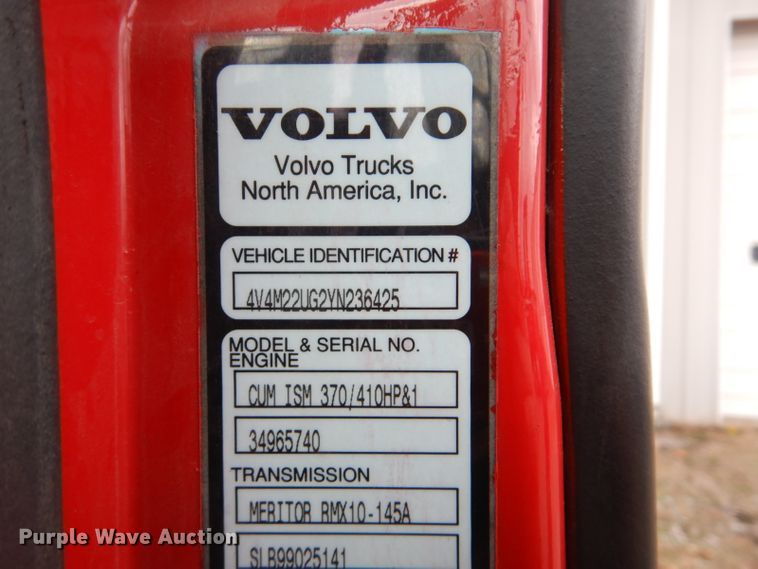 VOLVO
Volvo Trucks
North America, Inc.
VEHICLE IDENTIFICATION #
4V4M22UG2YN236425
MODEL & SERIAL NO.
ENGINE
CUM ISM 370/410HP&1
34965740
TRANSMISSION
MERITOR RMX10-145A
SLB99025141
Purple Wave Auction